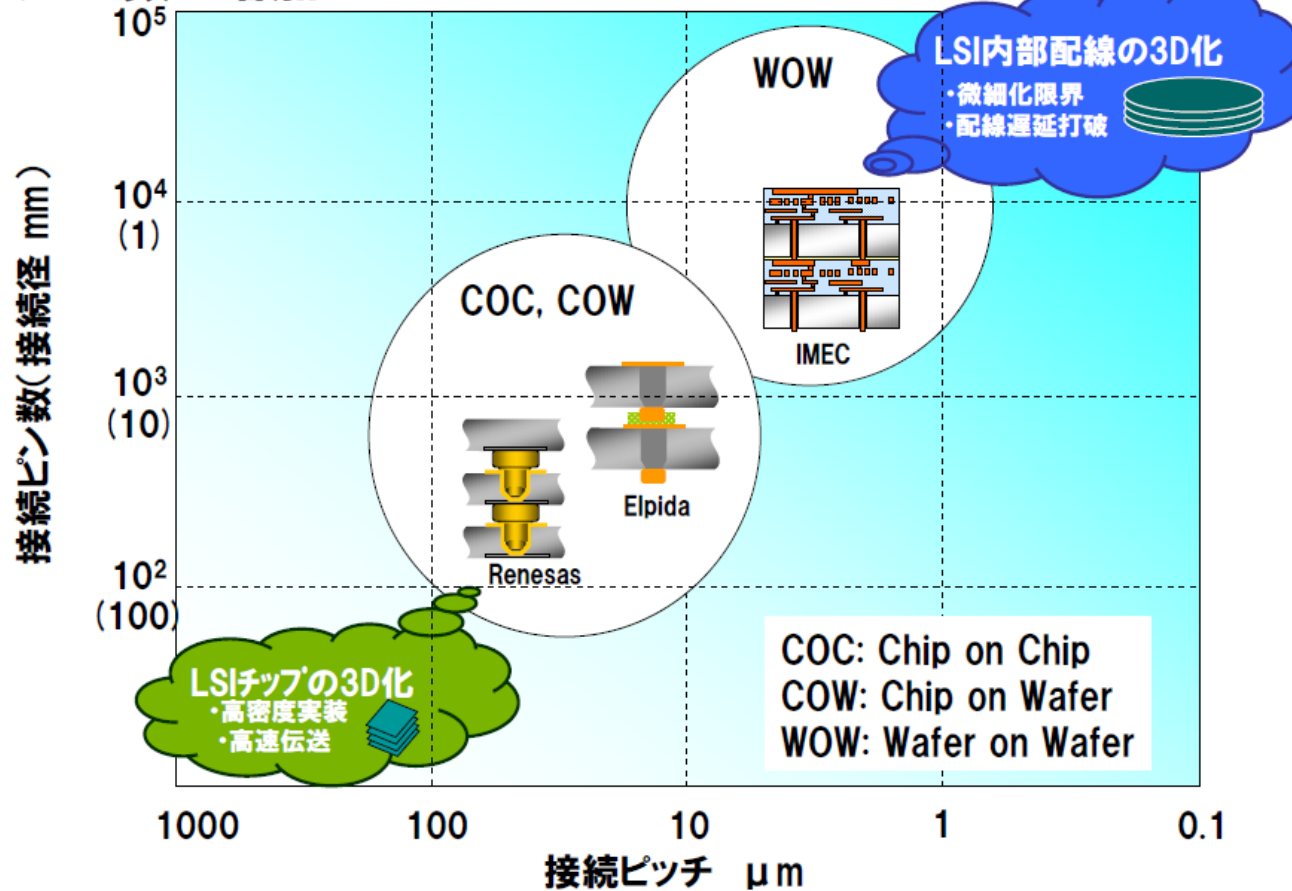 10⁵
LSI内部配線の3D化
・微細化限界
・配線遅延打破
WOW
10⁴
(1)
COC, COW
IMEC
接続ピン数(接続径 mm)
10³
(10)
Elpida
Renesas
10²
(100)
LSIチップの3D化
・高密度実装
・高速伝送
COC: Chip on Chip
COW: Chip on Wafer
WOW: Wafer on Wafer
1000 100 10 1 0.1
接続ピッチ μm